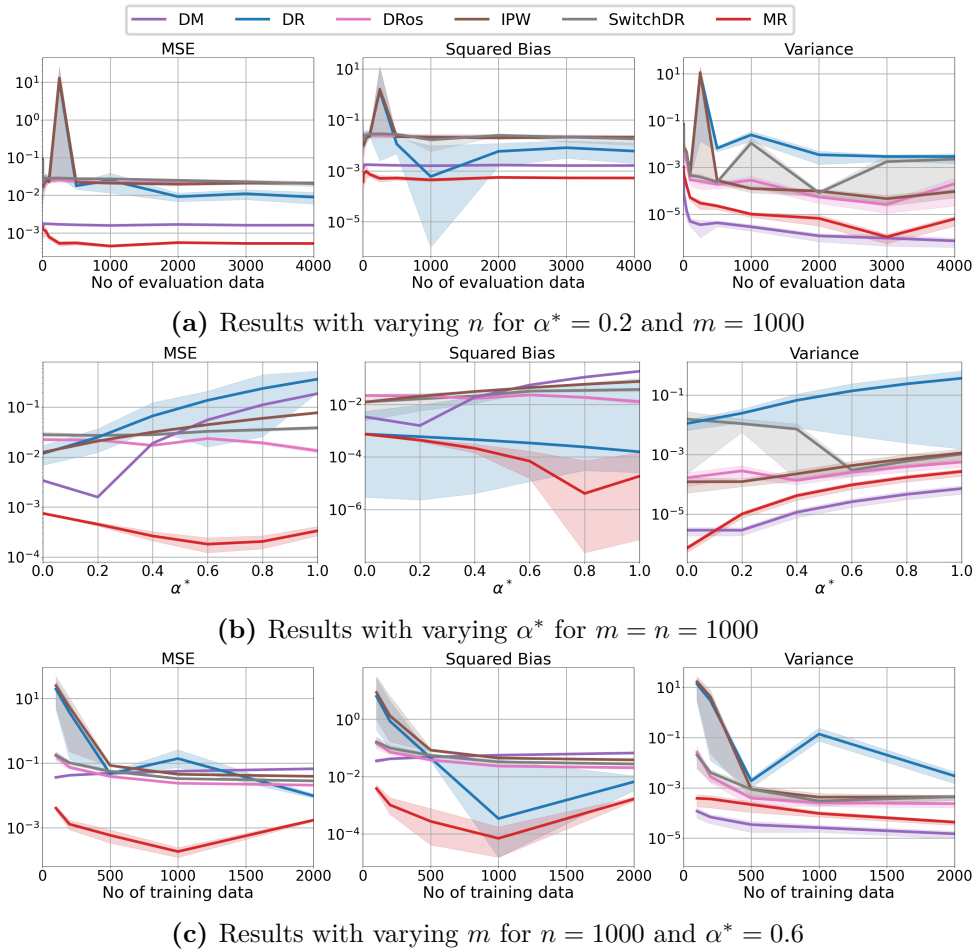 DM DR DRos IPW SwitchDR MR
MSE Squared Bias Variance
10^1 10^0 10^-1 10^-2 10^-3
10^1 10^-1 10^-3 10^-5
10^1 10^-1 10^-3 10^-5
0 1000 2000 3000 4000 0 1000 2000 3000 4000 0 1000 2000 3000 4000
No of evaluation data No of evaluation data No of evaluation data
(a) Results with varying n for α* = 0.2 and m = 1000
MSE Squared Bias Variance
10^-1 10^-2 10^-3 10^-4
10^-2 10^-4 10^-6
10^-1 10^-3 10^-5
0.0 0.2 0.4 0.6 0.8 1.0 0.0 0.2 0.4 0.6 0.8 1.0 0.0 0.2 0.4 0.6 0.8 1.0
α* α* α*
(b) Results with varying α* for m = n = 1000
MSE Squared Bias Variance
10^1 10^-1 10^-3
10^0 10^-2 10^-4
10^1 10^-1 10^-3 10^-5
0 500 1000 1500 2000 0 500 1000 1500 2000 0 500 1000 1500 2000
No of training data No of training data No of training data
(c) Results with varying m for n = 1000 and α* = 0.6